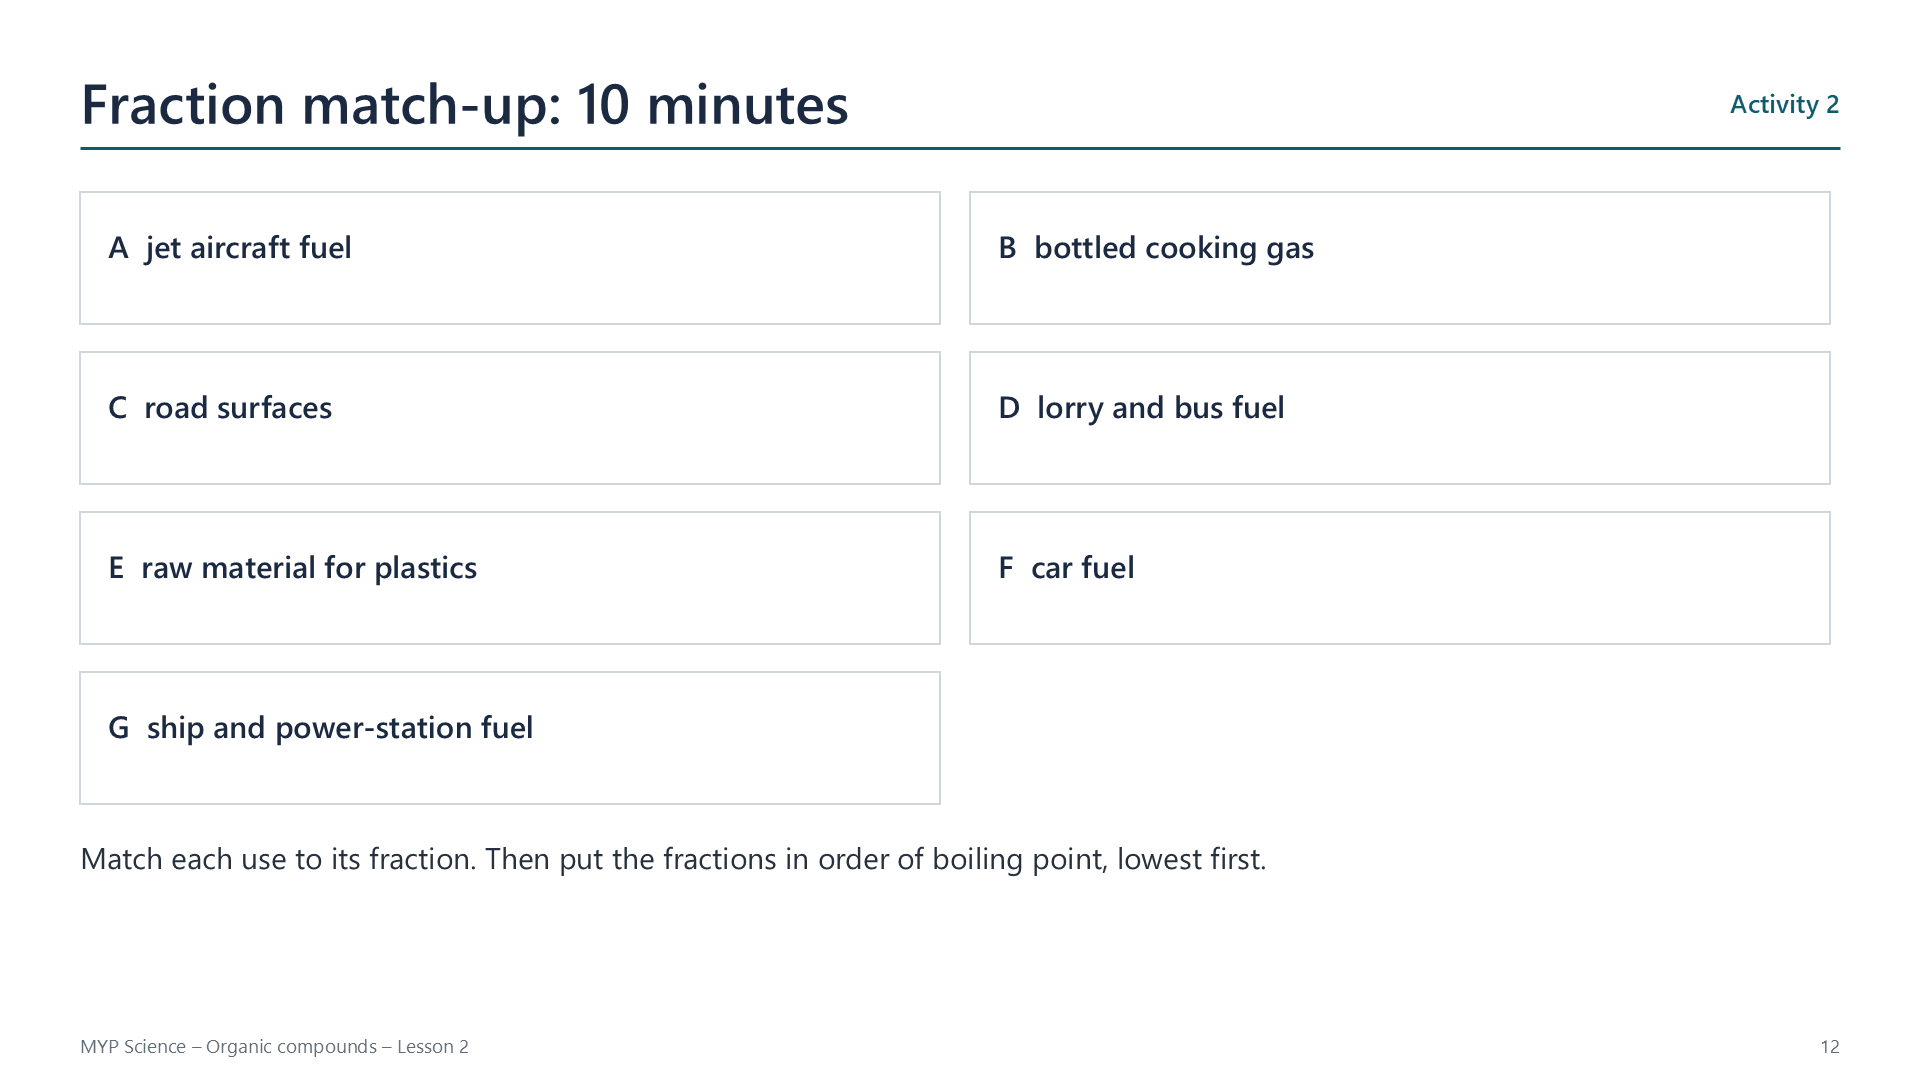 Fraction match-up: 10 minutes
Activity 2
A jet aircraft fuel
B bottled cooking gas
C road surfaces
D lorry and bus fuel
E raw material for plastics
F car fuel
G ship and power-station fuel
Match each use to its fraction. Then put the fractions in order of boiling point, lowest first.
MYP Science – Organic compounds – Lesson 2
12